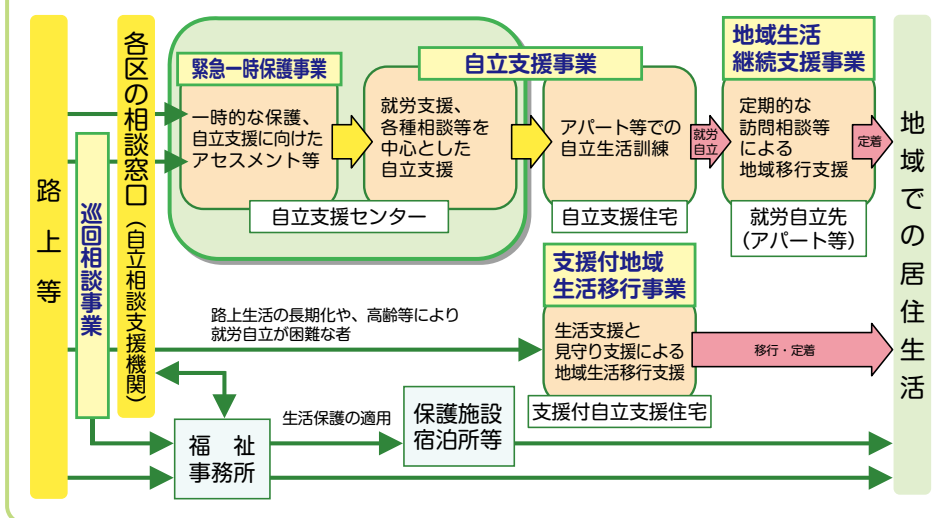 路上等
巡回相談事業
各区の相談窓口（自立相談支援機関）
緊急一時保護事業
一時的な保護、
自立支援に向けた
アセスメント等
自立支援事業
就労支援、
各種相談等を
中心とした
自立支援
自立支援センター
アパート等での
自立生活訓練
自立支援住宅
就労
自立
地域生活
継続支援事業
定期的な
訪問相談等
による
地域移行支援
就労自立先
(アパート等)
定着
路上生活の長期化や、高齢等により
就労自立が困難な者
支援付地域
生活移行事業
生活支援と
見守り支援による
地域生活移行支援
支援付自立支援住宅
移行・定着
福祉
事務所
生活保護の適用
保護施設
宿泊所等
地域での居住生活